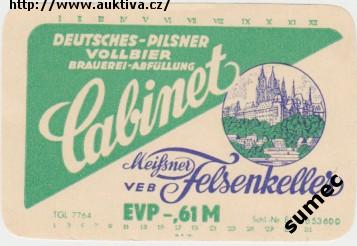 http://www.auktiva.cz/
I II III IV V VI VII VIII IX X XI XII
DEUTSCHES-PILSNER
VOLLBIER
BRAUEREI-ABFÜLLUNG
Cabinet
Meißner
VEB Felsenkeller
TGL 7764
EVP -,61 M
sumec